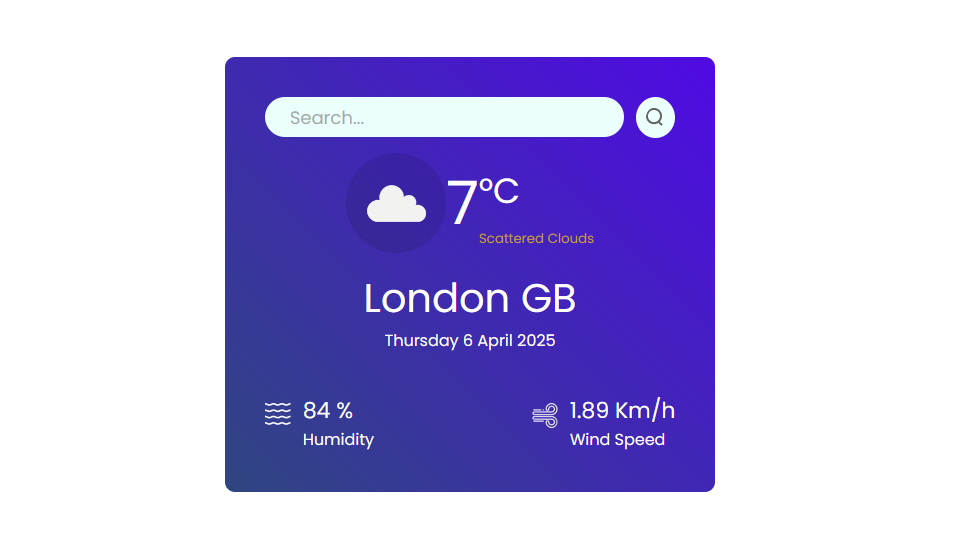 Search...
7°C
Scattered Clouds
London GB
Thursday 6 April 2025
84 %
Humidity
1.89 Km/h
Wind Speed